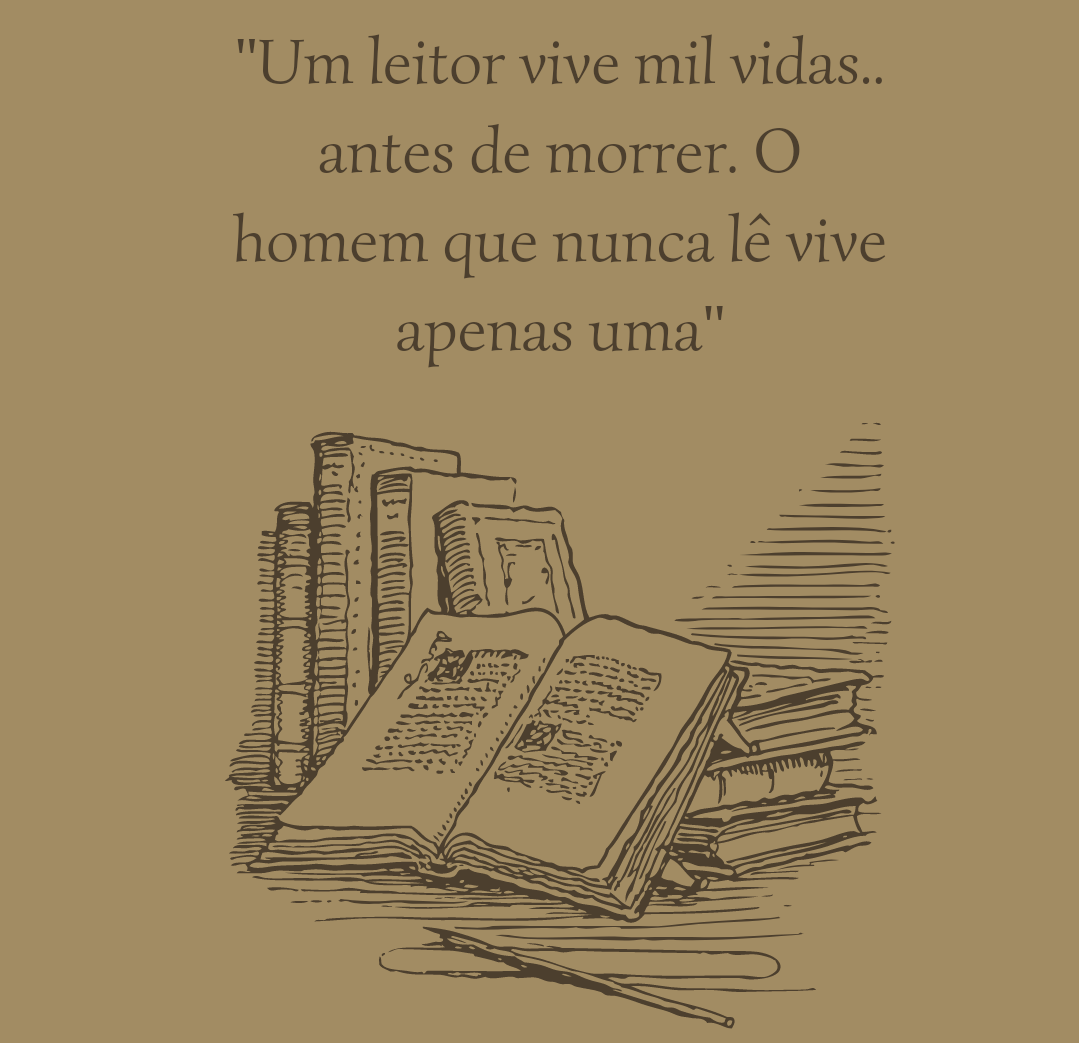 "Um leitor vive mil vidas..
antes de morrer. O
homem que nunca lê vive
apenas uma"